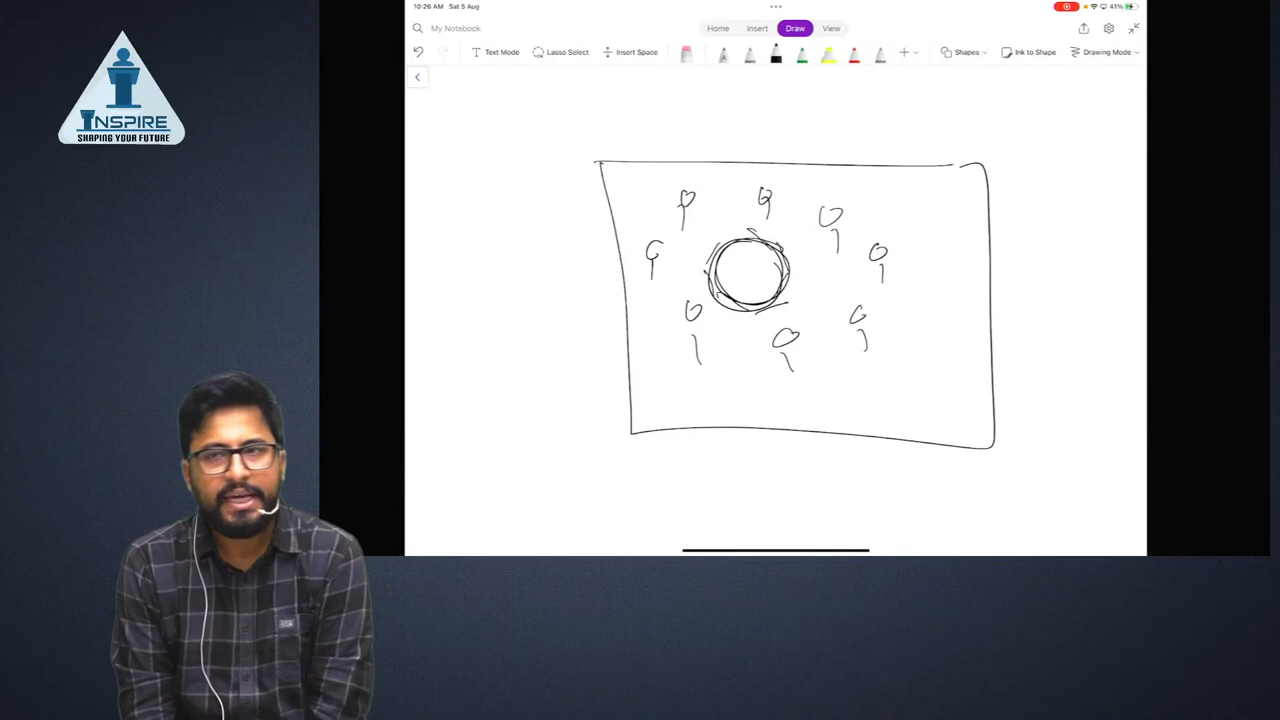 10:26 AM Sat 5 Aug
41%
My Notebook
Home Insert Draw View
Text Mode Lasso Select Insert Space Shapes Ink to Shape Drawing Mode
INSPIRE
SHAPING YOUR FUTURE